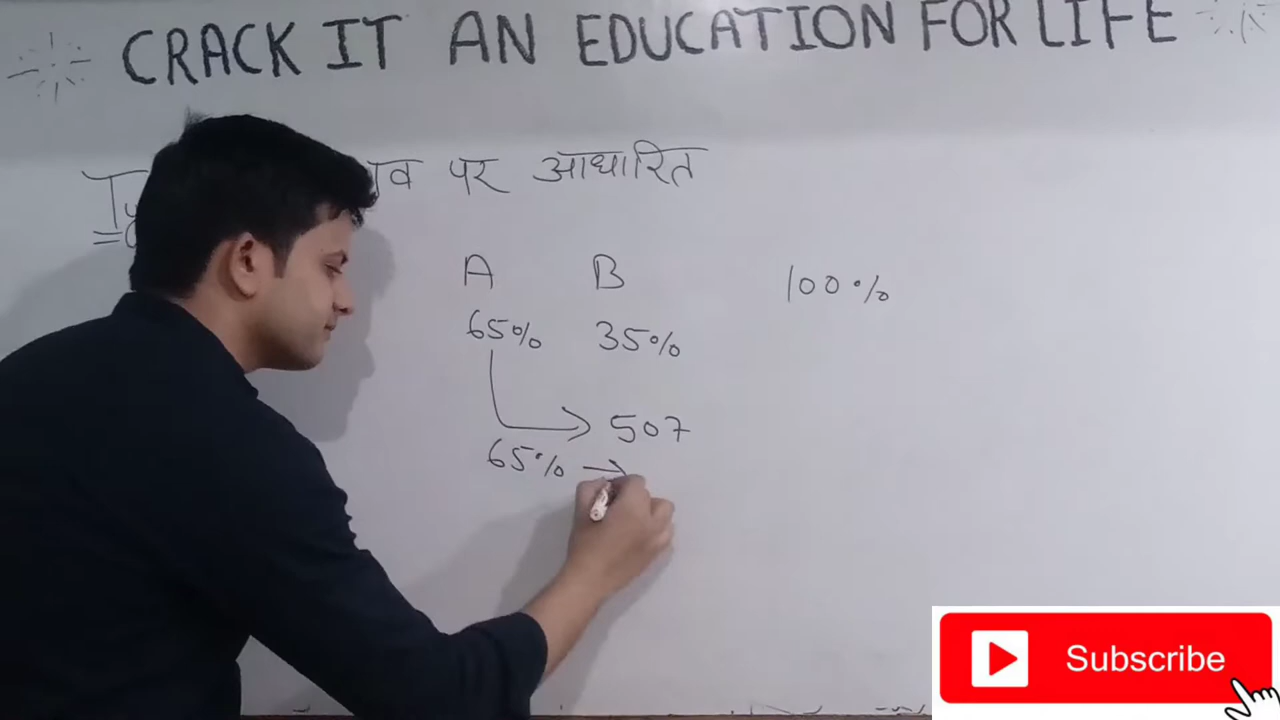 CRACK IT AN EDUCATION FOR LIFE
पर आधारित
A B 100%
65% 35%
507
65% →
Subscribe